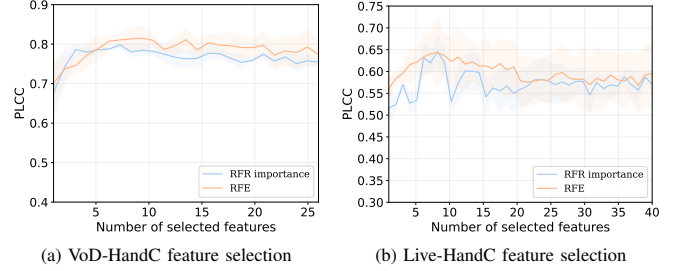 0.9
0.8
0.7
0.6
0.5
0.4
PLCC
5
10
15
20
25
Number of selected features
RFR importance
RFE
(a) VoD-HandC feature selection
0.75
0.70
0.65
0.60
0.55
0.50
0.45
0.40
0.35
0.30
PLCC
5
10
15
20
25
30
35
40
Number of selected features
RFR importance
RFE
(b) Live-HandC feature selection